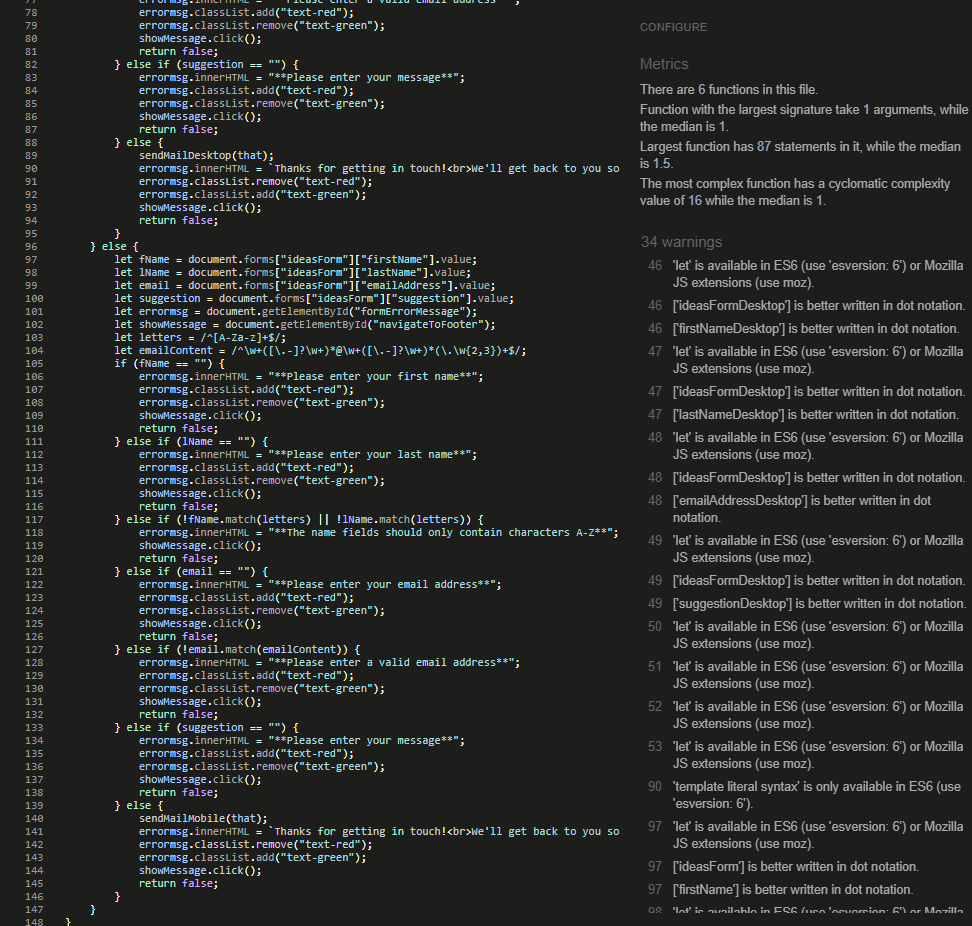 77 errormsg.innerHTML = "**Please enter a valid email address**";
78 errormsg.classList.add("text-red");
79 errormsg.classList.remove("text-green");
80 showMessage.click();
81 return false;
82 } else if (suggestion == "") {
83 errormsg.innerHTML = "**Please enter your message**";
84 errormsg.classList.add("text-red");
85 errormsg.classList.remove("text-green");
86 showMessage.click();
87 return false;
88 } else {
89 sendMailDesktop(that);
90 errormsg.innerHTML = `Thanks for getting in touch!<br>We'll get back to you so
91 errormsg.classList.remove("text-red");
92 errormsg.classList.add("text-green");
93 showMessage.click();
94 return false;
95 }
96 } else {
97 let fName = document.forms["ideasForm"]["firstName"].value;
98 let lName = document.forms["ideasForm"]["lastName"].value;
99 let email = document.forms["ideasForm"]["emailAddress"].value;
100 let suggestion = document.forms["ideasForm"]["suggestion"].value;
101 let errormsg = document.getElementById("formErrorMessage");
102 let showMessage = document.getElementById("navigateToFooter");
103 let letters = /^[A-Za-z]+$/;
104 let emailContent = /^\w+([\.-]?\w+)*@\w+([\.-]?\w+)*(\.\w{2,3})+$/;
105 if (fName == "") {
106 errormsg.innerHTML = "**Please enter your first name**";
107 errormsg.classList.add("text-red");
108 errormsg.classList.remove("text-green");
109 showMessage.click();
110 return false;
111 } else if (lName == "") {
112 errormsg.innerHTML = "**Please enter your last name**";
113 errormsg.classList.add("text-red");
114 errormsg.classList.remove("text-green");
115 showMessage.click();
116 return false;
117 } else if (!fName.match(letters) || !lName.match(letters)) {
118 errormsg.innerHTML = "**The name fields should only contain characters A-Z**";
119 showMessage.click();
120 return false;
121 } else if (email == "") {
122 errormsg.innerHTML = "**Please enter your email address**";
123 errormsg.classList.add("text-red");
124 errormsg.classList.remove("text-green");
125 showMessage.click();
126 return false;
127 } else if (!email.match(emailContent)) {
128 errormsg.innerHTML = "**Please enter a valid email address**";
129 errormsg.classList.add("text-red");
130 errormsg.classList.remove("text-green");
131 showMessage.click();
132 return false;
133 } else if (suggestion == "") {
134 errormsg.innerHTML = "**Please enter your message**";
135 errormsg.classList.add("text-red");
136 errormsg.classList.remove("text-green");
137 showMessage.click();
138 return false;
139 } else {
140 sendMailMobile(that);
141 errormsg.innerHTML = `Thanks for getting in touch!<br>We'll get back to you so
142 errormsg.classList.remove("text-red");
143 errormsg.classList.add("text-green");
144 showMessage.click();
145 return false;
146 }
147 }
148 }
CONFIGURE
Metrics
There are 6 functions in this file.
Function with the largest signature take 1 arguments, while
the median is 1.
Largest function has 87 statements in it, while the median
is 1.5.
The most complex function has a cyclomatic complexity
value of 16 while the median is 1.
34 warnings
46 'let' is available in ES6 (use 'esversion: 6') or Mozilla
JS extensions (use moz).
46 ['ideasFormDesktop'] is better written in dot notation.
46 ['firstNameDesktop'] is better written in dot notation.
47 'let' is available in ES6 (use 'esversion: 6') or Mozilla
JS extensions (use moz).
47 ['ideasFormDesktop'] is better written in dot notation.
47 ['lastNameDesktop'] is better written in dot notation.
48 'let' is available in ES6 (use 'esversion: 6') or Mozilla
JS extensions (use moz).
48 ['ideasFormDesktop'] is better written in dot notation.
48 ['emailAddressDesktop'] is better written in dot
notation.
49 'let' is available in ES6 (use 'esversion: 6') or Mozilla
JS extensions (use moz).
49 ['ideasFormDesktop'] is better written in dot notation.
49 ['suggestionDesktop'] is better written in dot notation.
50 'let' is available in ES6 (use 'esversion: 6') or Mozilla
JS extensions (use moz).
51 'let' is available in ES6 (use 'esversion: 6') or Mozilla
JS extensions (use moz).
52 'let' is available in ES6 (use 'esversion: 6') or Mozilla
JS extensions (use moz).
53 'let' is available in ES6 (use 'esversion: 6') or Mozilla
JS extensions (use moz).
90 'template literal syntax' is only available in ES6 (use
'esversion: 6').
97 'let' is available in ES6 (use 'esversion: 6') or Mozilla
JS extensions (use moz).
97 ['ideasForm'] is better written in dot notation.
97 ['firstName'] is better written in dot notation.
98 'let' is available in ES6 (use 'esversion: 6') or Mozilla